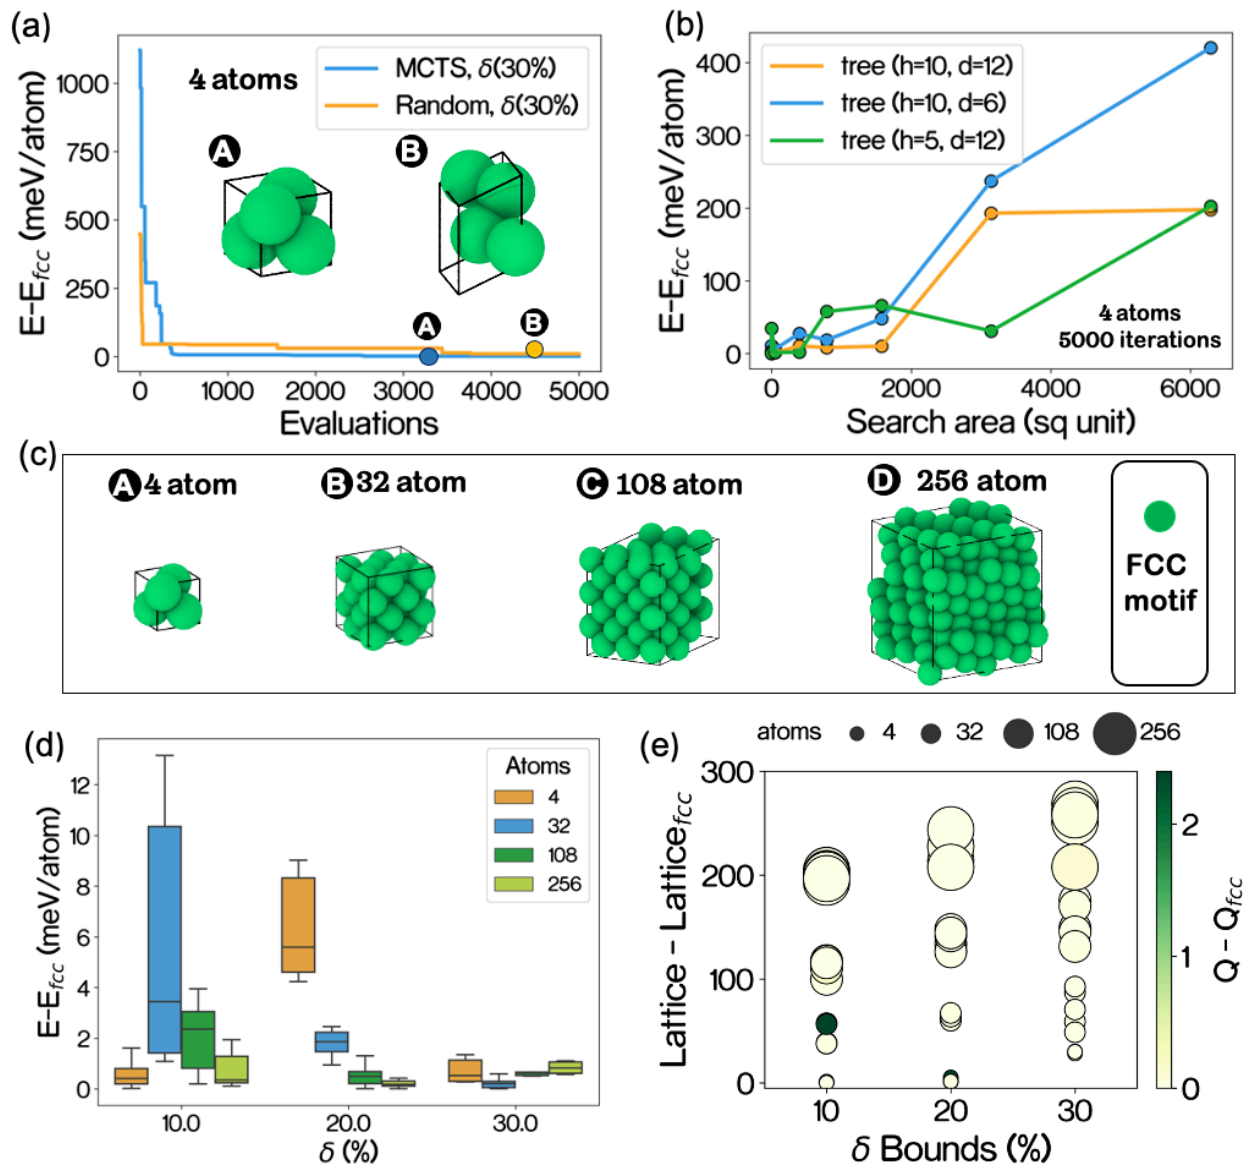 (a)
E-E_fcc (meV/atom)
1000
750
500
250
0
4 atoms
MCTS, δ(30%)
Random, δ(30%)
A
B
A
B
0
1000
2000
3000
4000
5000
Evaluations
(b)
E-E_fcc (meV/atom)
400
300
200
100
0
tree (h=10, d=12)
tree (h=10, d=6)
tree (h=5, d=12)
4 atoms
5000 iterations
0
2000
4000
6000
Search area (sq unit)
(c)
A 4 atom
B 32 atom
C 108 atom
D 256 atom
FCC
motif
(d)
E-E_fcc (meV/atom)
12
10
8
6
4
2
0
Atoms
4
32
108
256
10.0
20.0
30.0
δ (%)
(e)
atoms
4
32
108
256
Lattice - Lattice_fcc
300
200
100
0
10
20
30
δ Bounds (%)
2
1
0
Q - Q_fcc